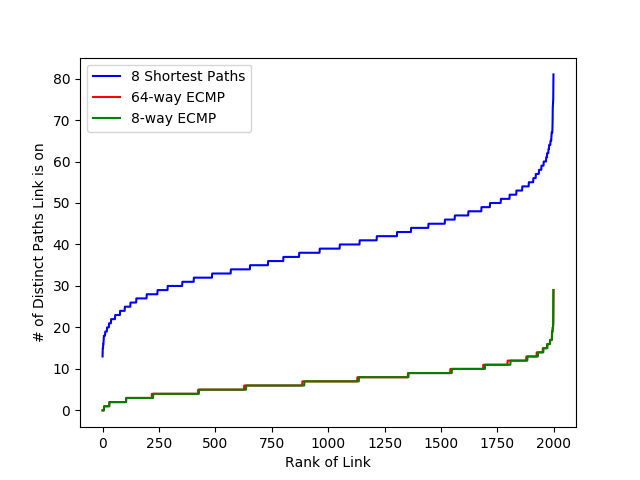 8 Shortest Paths
64-way ECMP
8-way ECMP
# of Distinct Paths Link is on
80
70
60
50
40
30
20
10
0
0 250 500 750 1000 1250 1500 1750 2000
Rank of Link